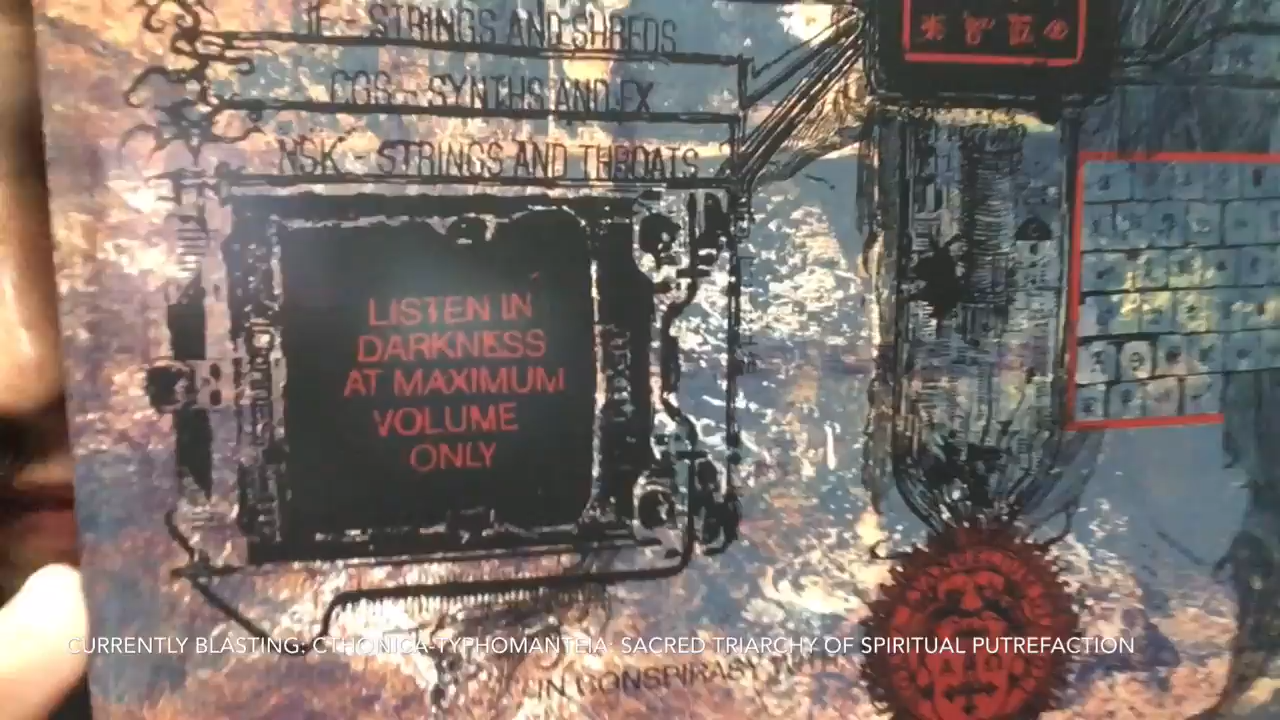 JE - STRINGS AND SHREDS
CGS - SYNTHS AND FX
NSK - STRINGS AND THROATS
LISTEN IN
DARKNESS
AT MAXIMUM
VOLUME
ONLY
CURRENTLY BLASTING: CTHONICA-TYPHOMANTEIA: SACRED TRIARCHY OF SPIRITUAL PUTREFACTION
IN CONSPIRASY